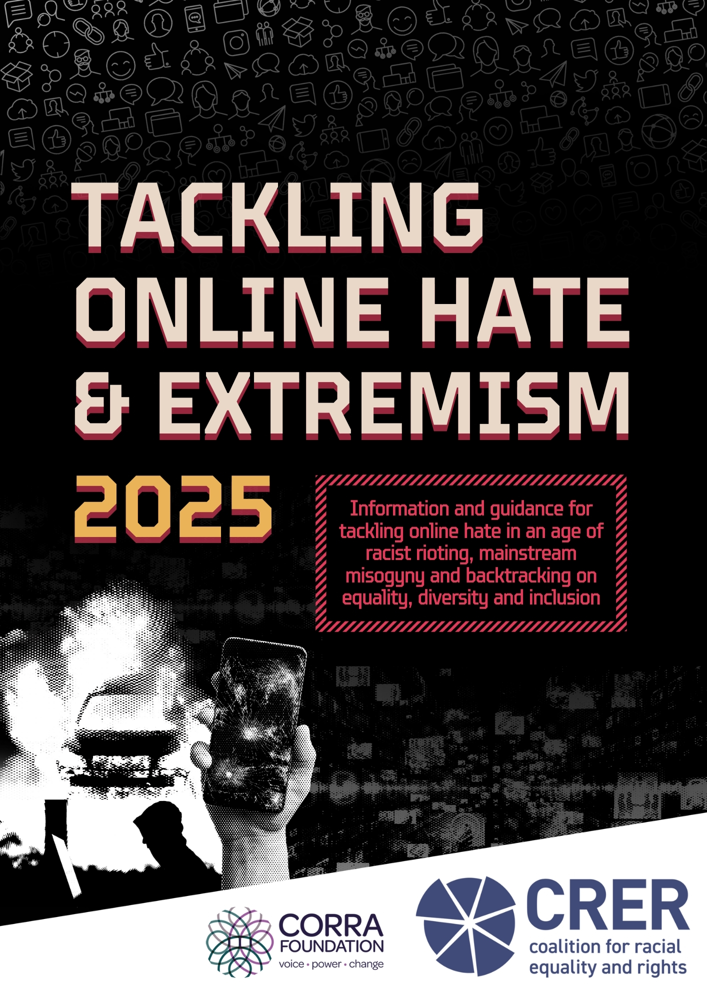 TACKLING
ONLINE HATE
& EXTREMISM
2025
Information and guidance for
tackling online hate in an age of
racist rioting, mainstream
misogyny and backtracking on
equality, diversity and inclusion
CORRA
FOUNDATION
voice • power • change
CRER
coalition for racial
equality and rights